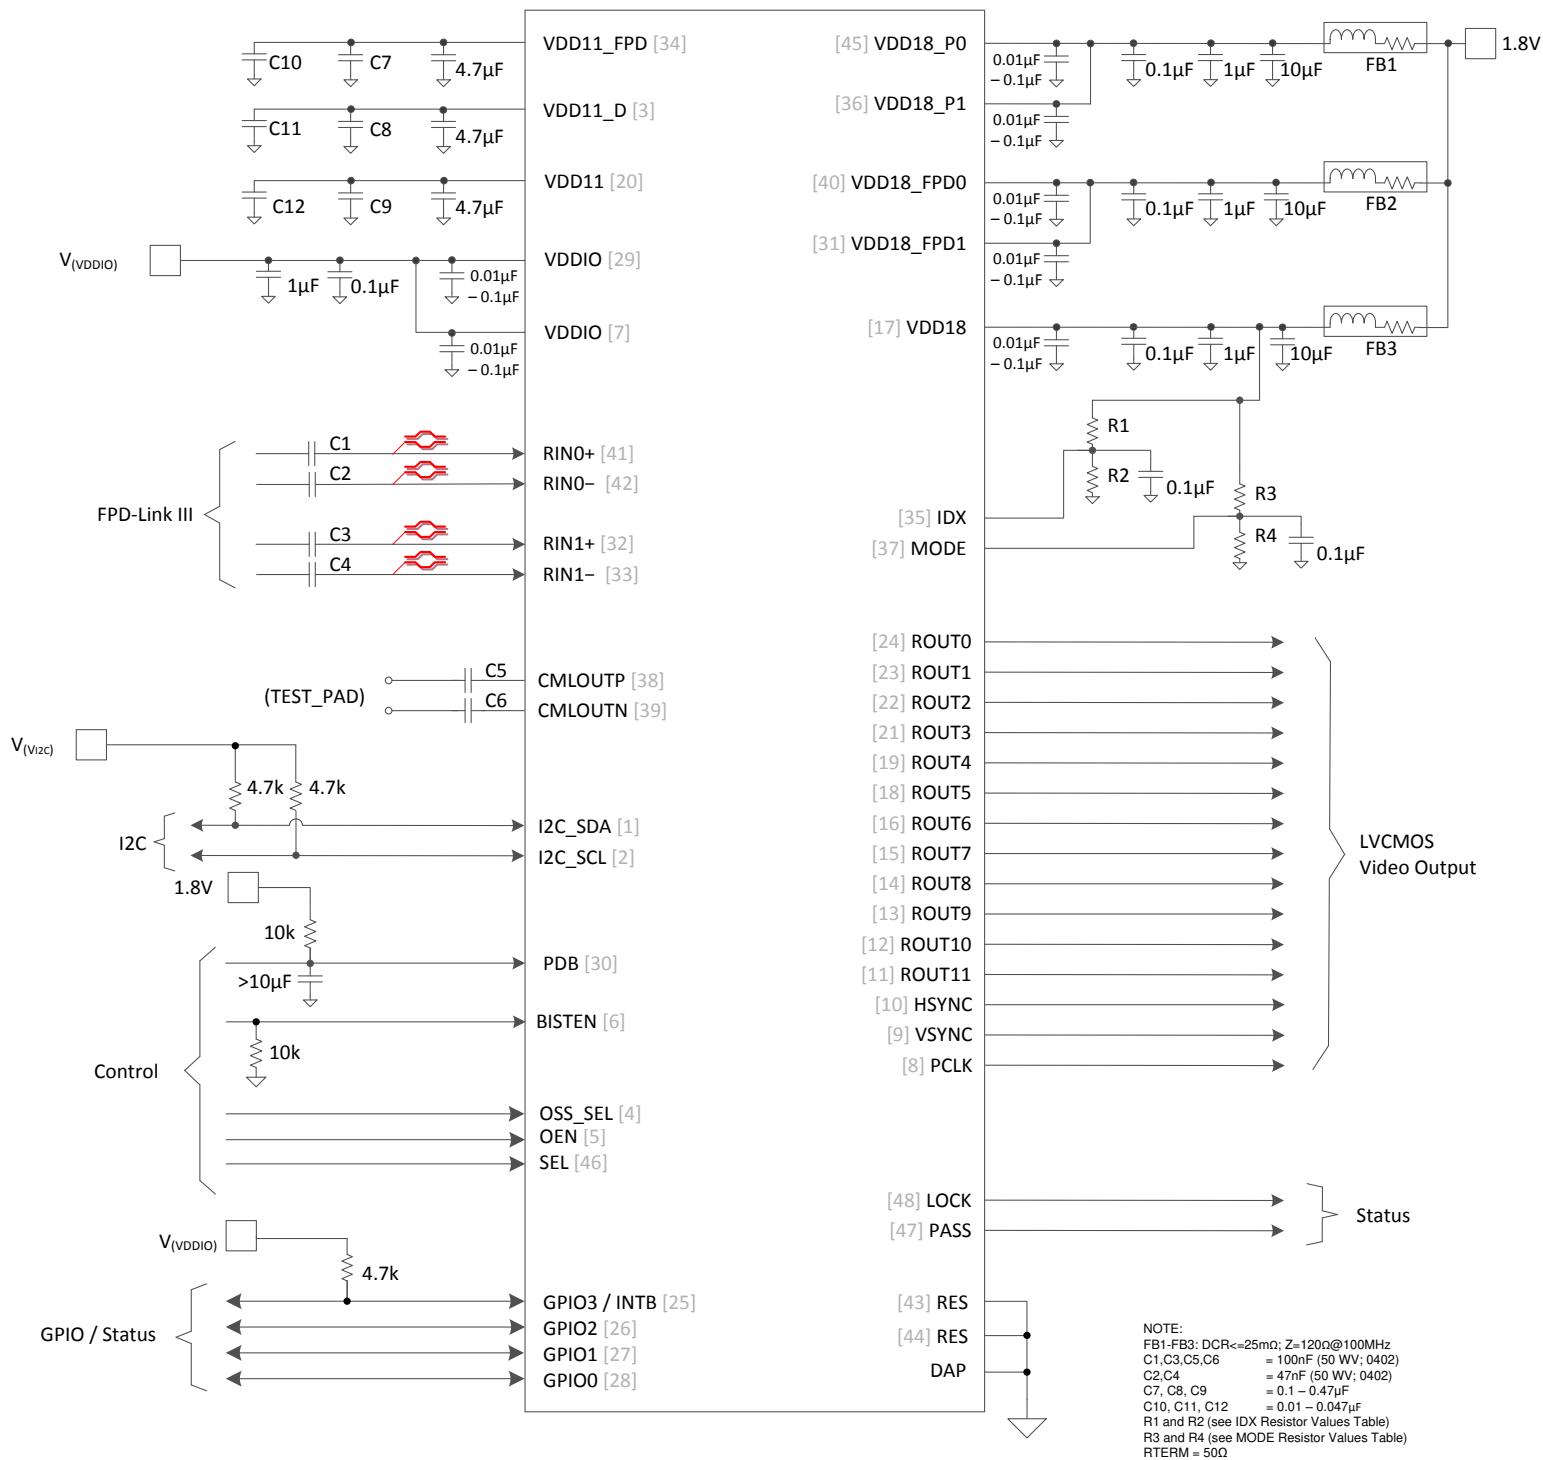 VDD11_FPD [34]
C10
C7
4.7µF
VDD11_D [3]
C11
C8
4.7µF
VDD11 [20]
C12
C9
4.7µF
V(VDDIO)
VDDIO [29]
1µF
0.1µF
0.01µF
– 0.1µF
VDDIO [7]
0.01µF
– 0.1µF
FPD-Link III
C1
RIN0+ [41]
C2
RIN0− [42]
C3
RIN1+ [32]
C4
RIN1− [33]
(TEST_PAD)
C5
CMLOUTP [38]
C6
CMLOUTN [39]
V(VI2C)
4.7k
4.7k
I2C
I2C_SDA [1]
I2C_SCL [2]
1.8V
10k
PDB [30]
>10µF
BISTEN [6]
10k
Control
OSS_SEL [4]
OEN [5]
SEL [46]
V(VDDIO)
4.7k
GPIO / Status
GPIO3 / INTB [25]
GPIO2 [26]
GPIO1 [27]
GPIO0 [28]
[45] VDD18_P0
0.01µF
– 0.1µF
0.1µF
1µF
10µF
FB1
1.8V
[36] VDD18_P1
0.01µF
– 0.1µF
[40] VDD18_FPD0
0.01µF
– 0.1µF
0.1µF
1µF
10µF
FB2
[31] VDD18_FPD1
0.01µF
– 0.1µF
[17] VDD18
0.01µF
– 0.1µF
0.1µF
1µF
10µF
FB3
R1
R2
0.1µF
R3
R4
0.1µF
[35] IDX
[37] MODE
[24] ROUT0
[23] ROUT1
[22] ROUT2
[21] ROUT3
[19] ROUT4
[18] ROUT5
[16] ROUT6
[15] ROUT7
[14] ROUT8
[13] ROUT9
[12] ROUT10
[11] ROUT11
[10] HSYNC
[9] VSYNC
[8] PCLK
LVCMOS
Video Output
[48] LOCK
[47] PASS
Status
[43] RES
[44] RES
DAP
NOTE:
FB1-FB3: DCR<=25mΩ; Z=120Ω@100MHz
C1,C3,C5,C6 = 100nF (50 WV; 0402)
C2,C4 = 47nF (50 WV; 0402)
C7, C8, C9 = 0.1 – 0.47µF
C10, C11, C12 = 0.01 – 0.047µF
R1 and R2 (see IDX Resistor Values Table)
R3 and R4 (see MODE Resistor Values Table)
RTERM = 50Ω